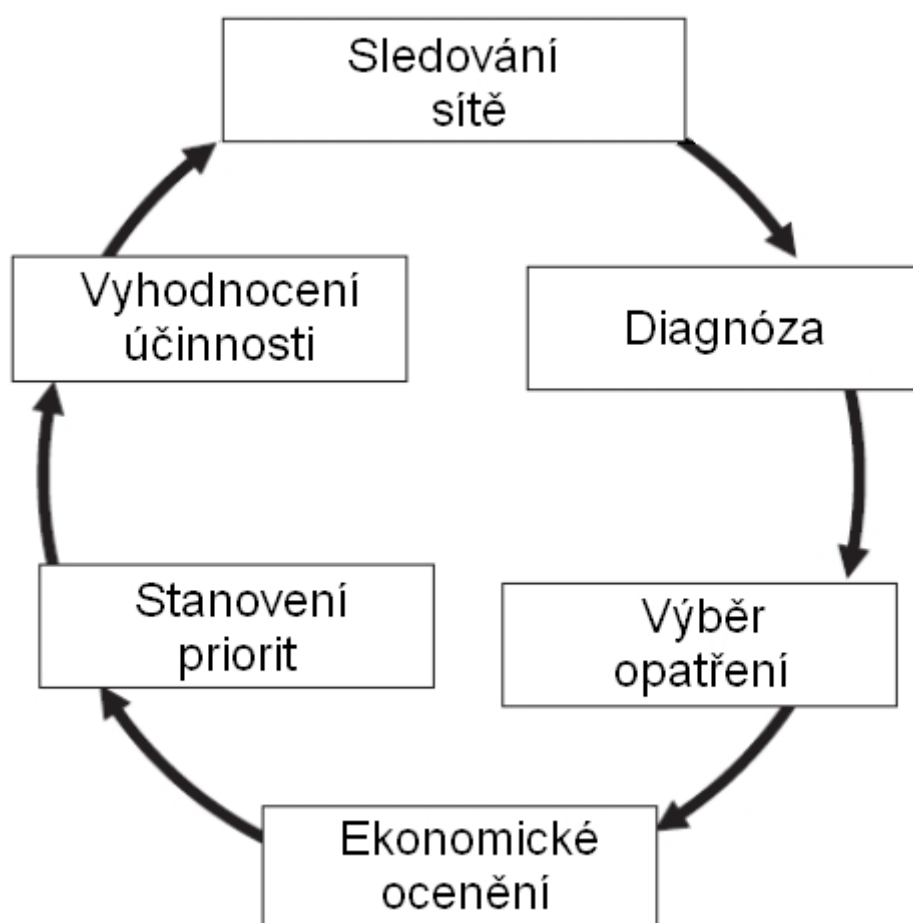 Sledování
sítě
Diagnóza
Výběr
opatření
Ekonomické
ocenění
Stanovení
priorit
Vyhodnocení
účinnosti